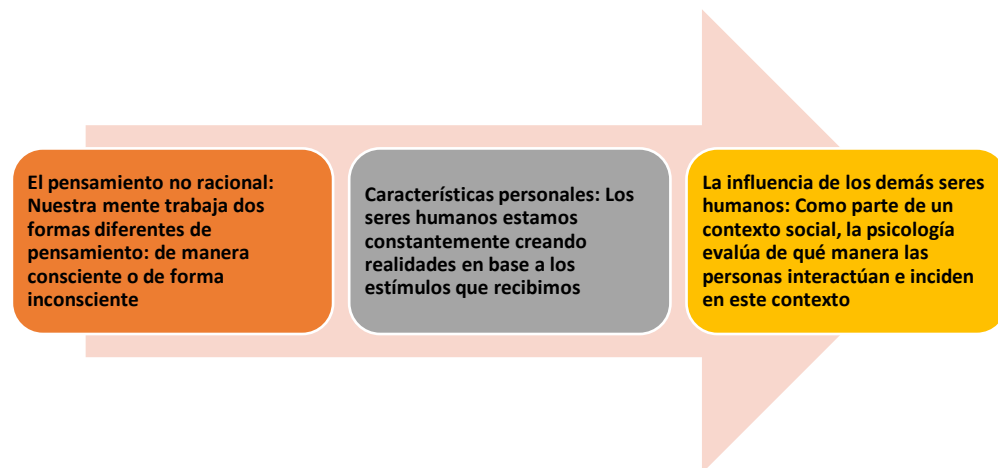 El pensamiento no racional:
Nuestra mente trabaja dos
formas diferentes de
pensamiento: de manera
consciente o de forma
inconsciente
Características personales: Los
seres humanos estamos
constantemente creando
realidades en base a los
estímulos que recibimos
La influencia de los demás seres
humanos: Como parte de un
contexto social, la psicología
evalúa de qué manera las
personas interactúan e inciden
en este contexto